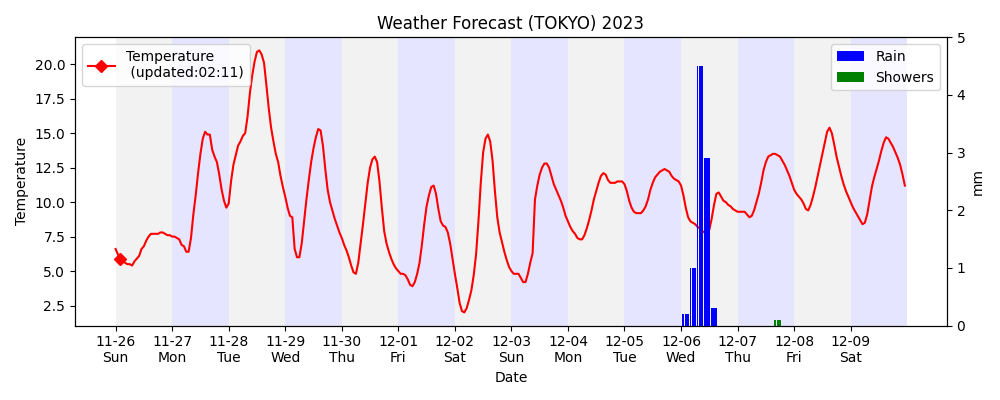 Weather Forecast (TOKYO) 2023
Temperature
(updated:02:11)
Rain
Showers
Temperature
20.0
17.5
15.0
12.5
10.0
7.5
5.0
2.5
5
4
3
2
1
0
mm
11-26 11-27 11-28 11-29 11-30 12-01 12-02 12-03 12-04 12-05 12-06 12-07 12-08 12-09
Sun Mon Tue Wed Thu Fri Sat Sun Mon Tue Wed Thu Fri Sat
Date